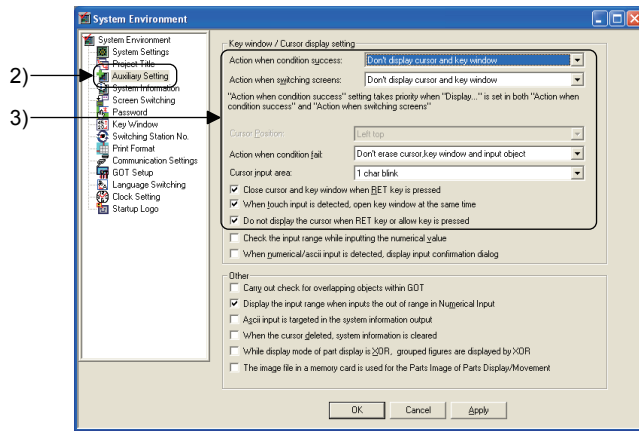 System Environment
2)
3)
System Environment
System Settings
Project Title
Auxiliary Setting
System Information
Screen Switching
Password
Key Window
Switching Station No.
Print Format
Communication Settings
GOT Setup
Language Switching
Clock Setting
Startup Logo
Key window / Cursor display setting
Action when condition success: Don't display cursor and key window
Action when switching screens: Don't display cursor and key window
"Action when condition success" setting takes priority when "Display..." is set in both "Action when
condition success" and "Action when switching screens"
Cursor Position: Left top
Action when condition fail: Don't erase cursor,key window and input object
Cursor input area: 1 char blink
Close cursor and key window when RET key is pressed
When touch input is detected, open key window at the same time
Do not display the cursor when RET key or allow key is pressed
Check the input range while inputting the numerical value
When numerical/ascii input is detected, display input confirmation dialog
Other
Carry out check for overlapping objects within GOT
Display the input range when inputs the out of range in Numerical Input
Ascii input is targeted in the system information output
When the cursor deleted, system information is cleared
While display mode of part display is XOR, grouped figures are displayed by XOR
The image file in a memory card is used for the Parts Image of Parts Display/Movement
OK Cancel Apply